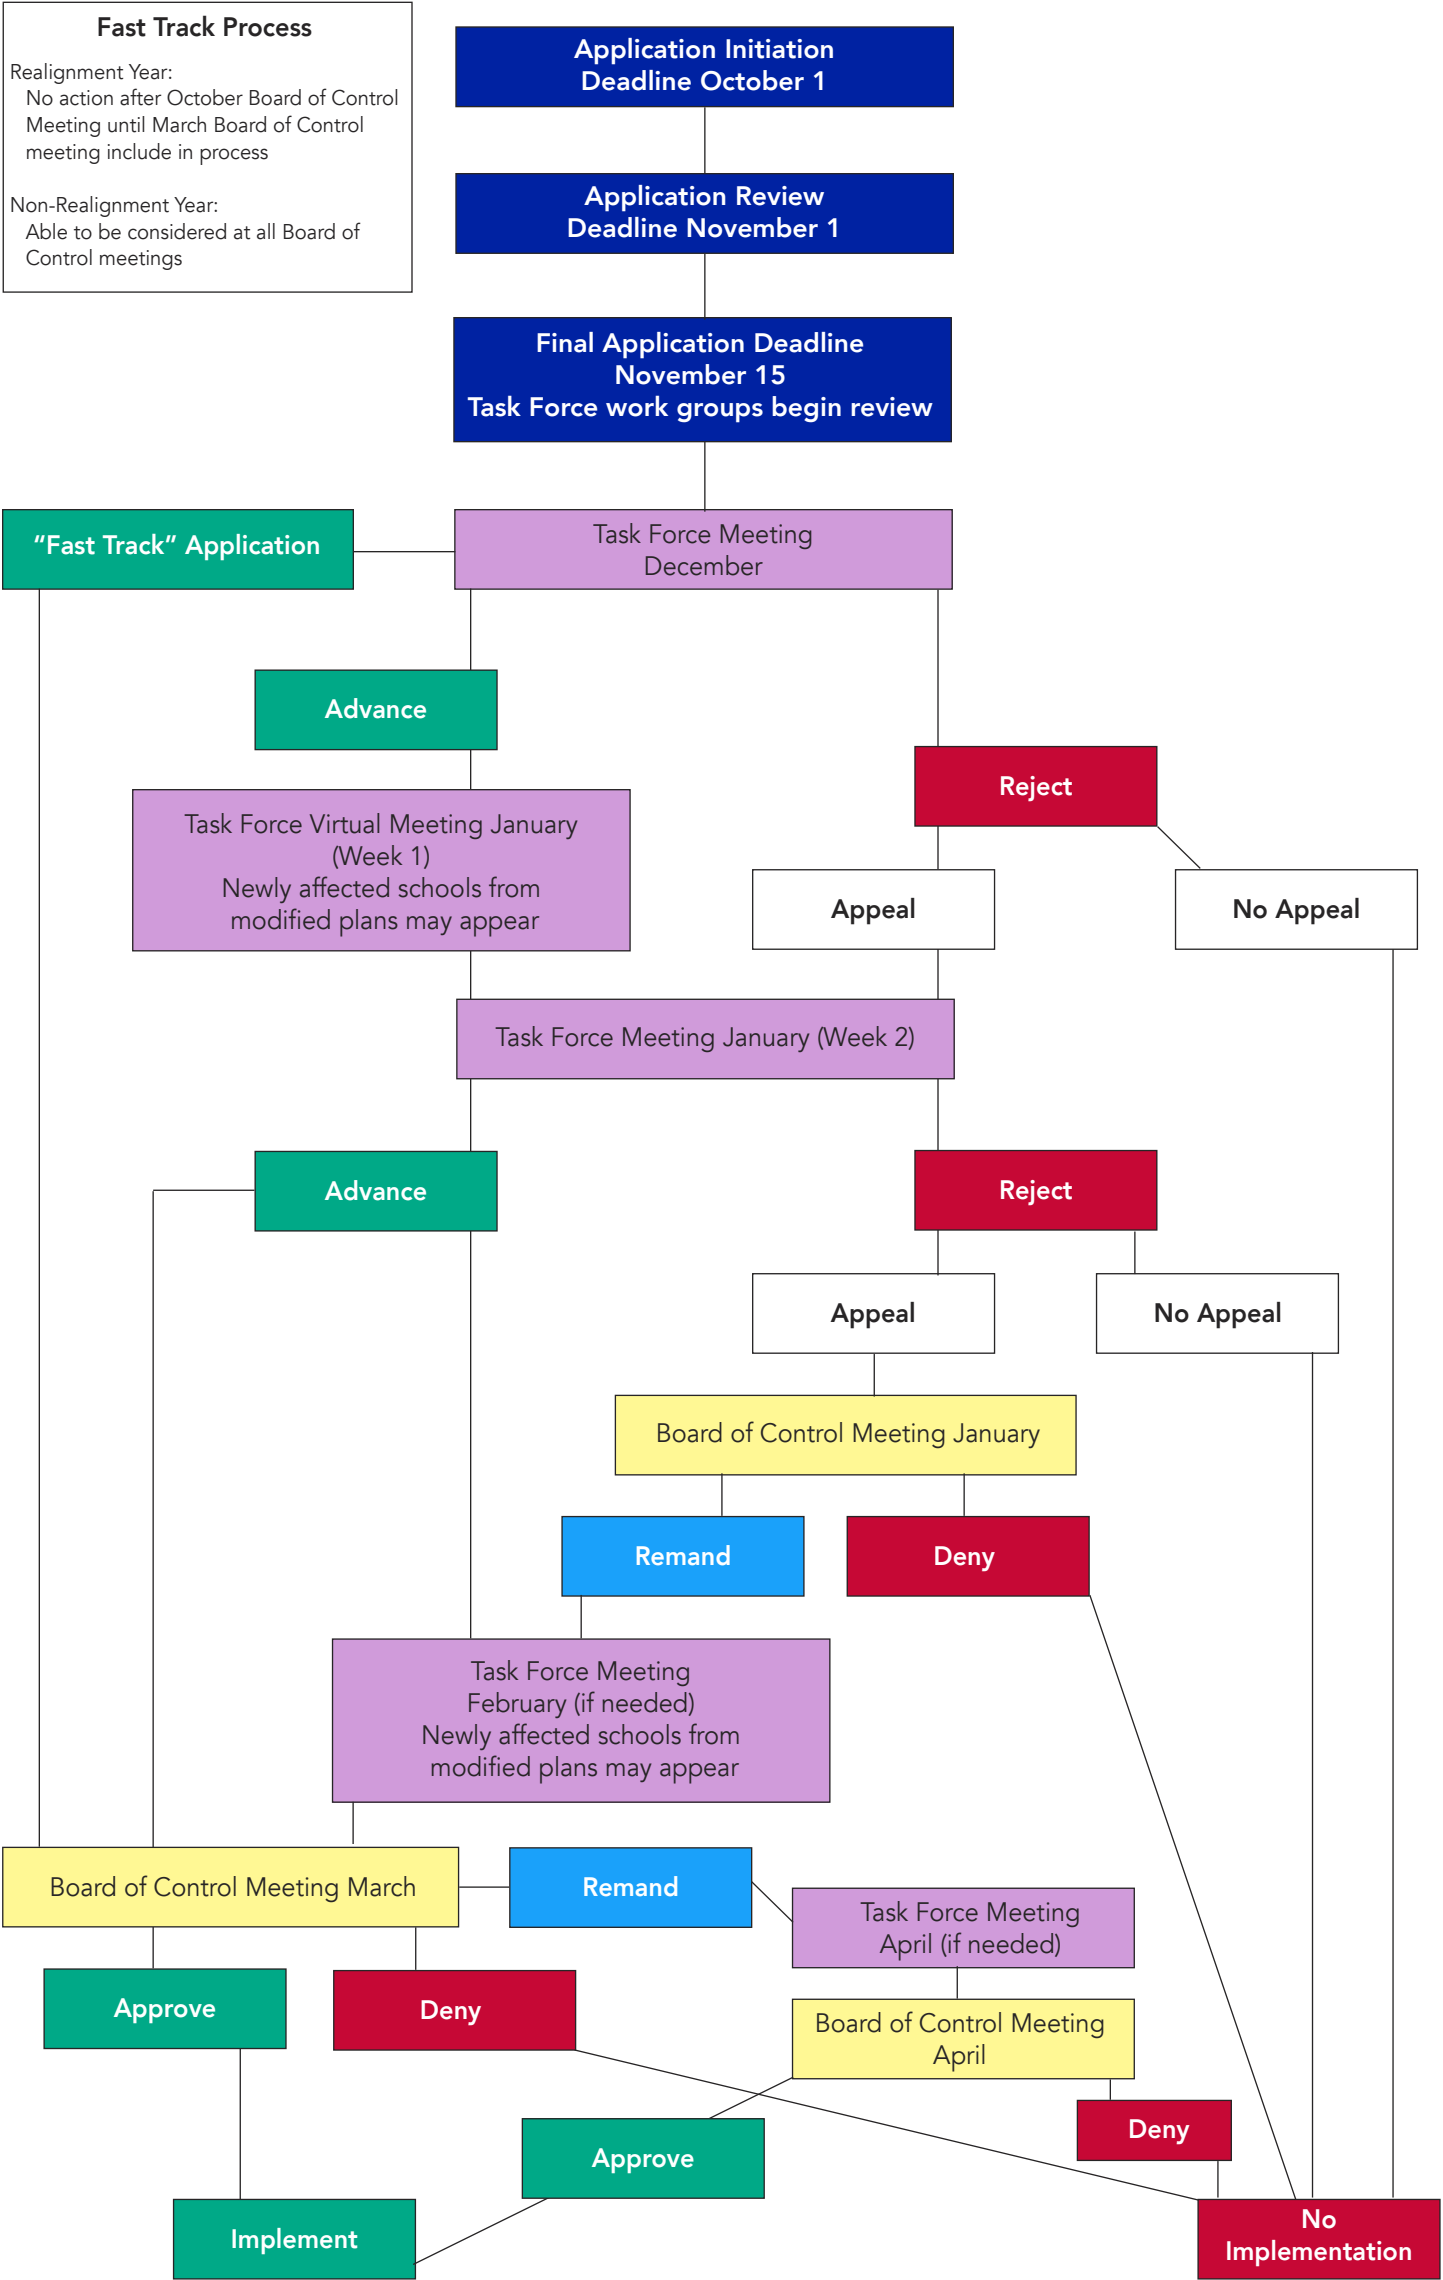 Fast Track Process
Realignment Year:
No action after October Board of Control
Meeting until March Board of Control
meeting include in process
Non-Realignment Year:
Able to be considered at all Board of
Control meetings
Application Initiation
Deadline October 1
Application Review
Deadline November 1
Final Application Deadline
November 15
Task Force work groups begin review
“Fast Track” Application
Task Force Meeting
December
Advance
Reject
Task Force Virtual Meeting January
(Week 1)
Newly affected schools from
modified plans may appear
Appeal
No Appeal
Task Force Meeting January (Week 2)
Advance
Reject
Appeal
No Appeal
Board of Control Meeting January
Remand
Deny
Task Force Meeting
February (if needed)
Newly affected schools from
modified plans may appear
Board of Control Meeting March
Remand
Task Force Meeting
April (if needed)
Approve
Deny
Board of Control Meeting
April
Deny
Approve
Implement
No
Implementation